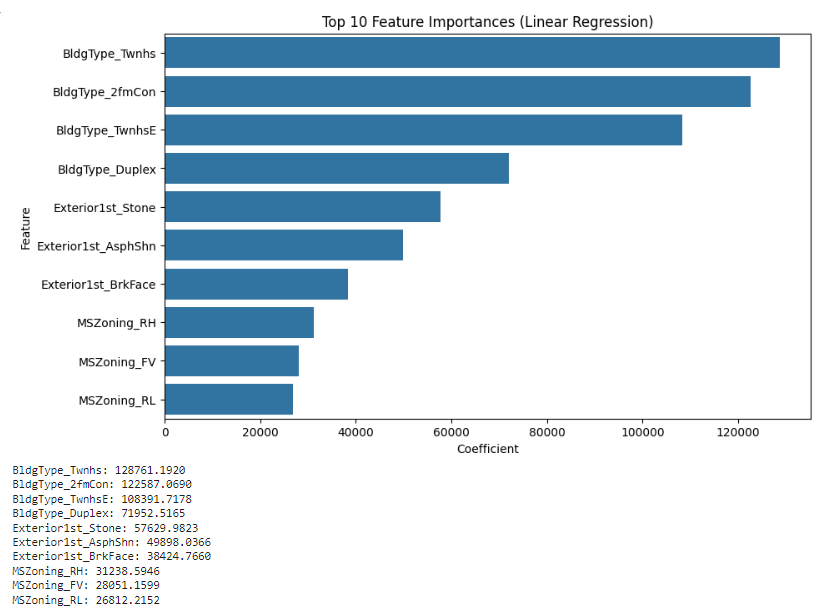 Top 10 Feature Importances (Linear Regression)
BldgType_Twnhs
BldgType_2fmCon
BldgType_TwnhsE
BldgType_Duplex
Exterior1st_Stone
Exterior1st_AsphShn
Exterior1st_BrkFace
MSZoning_RH
MSZoning_FV
MSZoning_RL
Feature
0 20000 40000 60000 80000 100000 120000
Coefficient
BldgType_Twnhs: 128761.1920
BldgType_2fmCon: 122587.0690
BldgType_TwnhsE: 108391.7178
BldgType_Duplex: 71952.5165
Exterior1st_Stone: 57629.9823
Exterior1st_AsphShn: 49898.0366
Exterior1st_BrkFace: 38424.7660
MSZoning_RH: 31238.5946
MSZoning_FV: 28051.1599
MSZoning_RL: 26812.2152